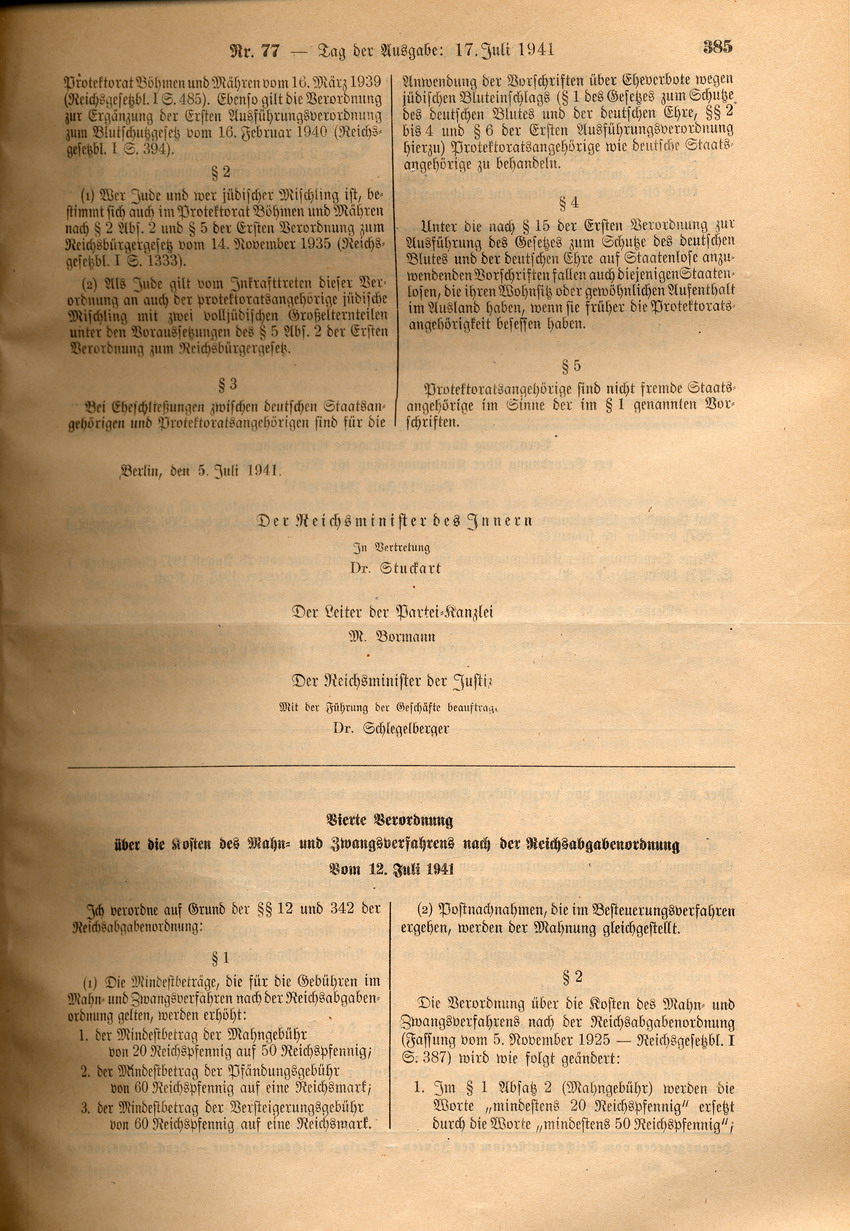 Nr. 77 — Tag der Ausgabe: 17. Juli 1941
385
Protektorat Böhmen und Mähren vom 16. März 1939
(Reichsgesetzbl. I S. 485). Ebenso gilt die Verordnung
zur Ergänzung der Ersten Ausführungsverordnung
zum Blutschutzgesetz vom 16. Februar 1940 (Reichs-
gesetzbl. I S. 394).
§ 2
(1) Wer Jude und wer jüdischer Mischling ist, be-
stimmt sich auch im Protektorat Böhmen und Mähren
nach § 2 Abs. 2 und § 5 der Ersten Verordnung zum
Reichsbürgergesetz vom 14. November 1935 (Reichs-
gesetzbl. I S. 1333).
(2) Als Jude gilt vom Inkrafttreten dieser Ver-
ordnung an auch der protektoratsangehörige jüdische
Mischling mit zwei volljüdischen Großelternteilen
unter den Voraussetzungen des § 5 Abs. 2 der Ersten
Verordnung zum Reichsbürgergesetz.
§ 3
Bei Eheschließungen zwischen deutschen Staatsan-
gehörigen und Protektoratsangehörigen sind für die
Anwendung der Vorschriften über Eheverbote wegen
jüdischen Bluteinschlags (§ 1 des Gesetzes zum Schutze
des deutschen Blutes und der deutschen Ehre, §§ 2
bis 4 und § 6 der Ersten Ausführungsverordnung
hierzu) Protektoratsangehörige wie deutsche Staats-
angehörige zu behandeln.
§ 4
Unter die nach § 15 der Ersten Verordnung zur
Ausführung des Gesetzes zum Schutze des deutschen
Blutes und der deutschen Ehre auf Staatenlose anzu-
wendenden Vorschriften fallen auch diejenigen Staaten-
losen, die ihren Wohnsitz oder gewöhnlichen Aufenthalt
im Ausland haben, wenn sie früher die Protektorats-
angehörigkeit besessen haben.
§ 5
Protektoratsangehörige sind nicht fremde Staats-
angehörige im Sinne der im § 1 genannten Vor-
schriften.
Berlin, den 5. Juli 1941.
Der Reichsminister des Innern
In Vertretung
Dr. Stuckart
Der Leiter der Partei-Kanzlei
M. Bormann
Der Reichsminister der Justiz
Mit der Führung der Geschäfte beauftragt
Dr. Schlegelberger
Vierte Verordnung
über die Kosten des Mahn- und Zwangsverfahrens nach der Reichsabgabenordnung
Vom 12. Juli 1941
Ich verordne auf Grund der §§ 12 und 342 der
Reichsabgabenordnung:
§ 1
(1) Die Mindestbeträge, die für die Gebühren im
Mahn- und Zwangsverfahren nach der Reichsabgaben-
ordnung gelten, werden erhöht:
1. der Mindestbetrag der Mahngebühr
von 20 Reichspfennig auf 50 Reichspfennig;
2. der Mindestbetrag der Pfändungsgebühr
von 60 Reichspfennig auf eine Reichsmark;
3. der Mindestbetrag der Versteigerungsgebühr
von 60 Reichspfennig auf eine Reichsmark.
(2) Postnachnahmen, die im Besteuerungsverfahren
ergehen, werden der Mahnung gleichgestellt.
§ 2
Die Verordnung über die Kosten des Mahn- und
Zwangsverfahrens nach der Reichsabgabenordnung
(Fassung vom 5. November 1925 — Reichsgesetzbl. I
S. 387) wird wie folgt geändert:
1. Im § 1 Absatz 2 (Mahngebühr) werden die
Worte „mindestens 20 Reichspfennig" ersetzt
durch die Worte „mindestens 50 Reichspfennig";